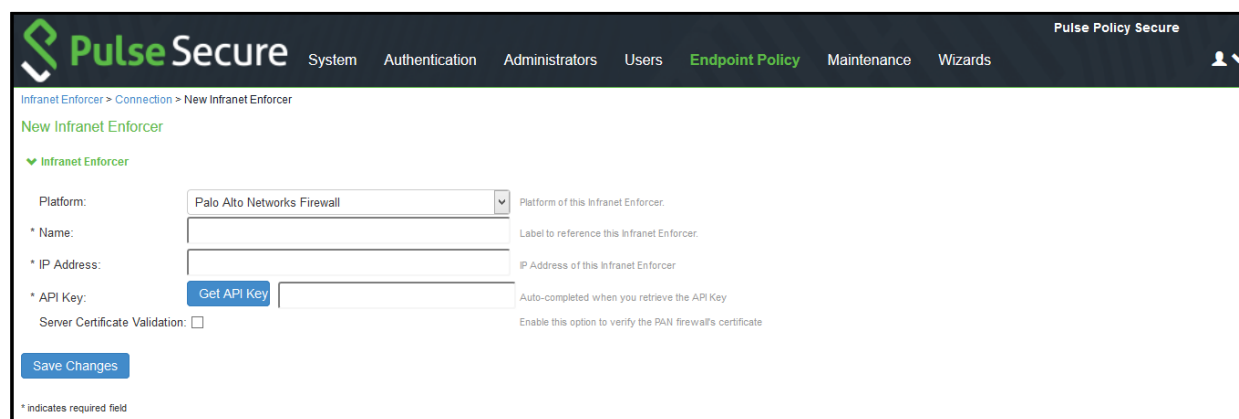 Pulse Policy Secure
Pulse Secure System Authentication Administrators Users Endpoint Policy Maintenance Wizards
Infranet Enforcer > Connection > New Infranet Enforcer
New Infranet Enforcer
Infranet Enforcer
Platform: Palo Alto Networks Firewall Platform of this Infranet Enforcer.
* Name: Label to reference this Infranet Enforcer.
* IP Address: IP Address of this Infranet Enforcer
* API Key: Get API Key Auto-completed when you retrieve the API Key
Server Certificate Validation: Enable this option to verify the PAN firewall's certificate
Save Changes
* indicates required field